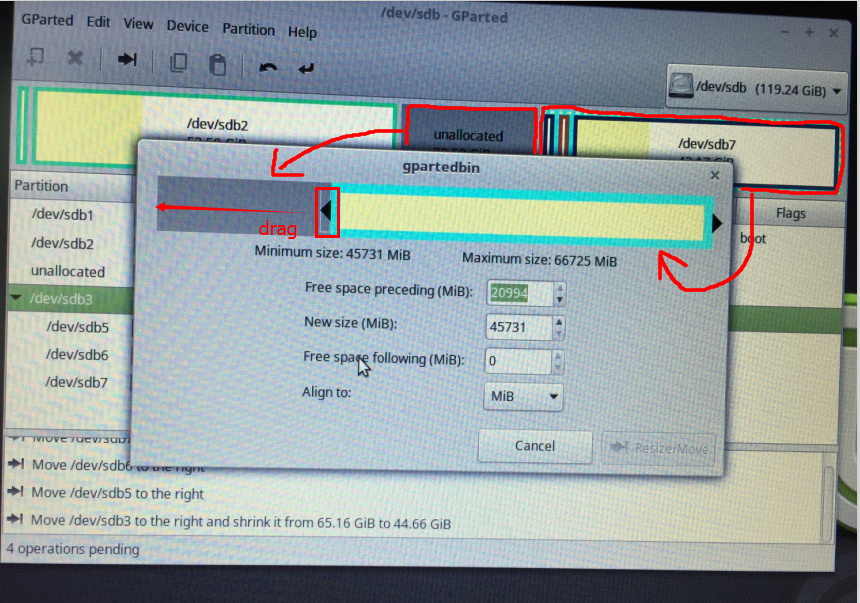 /dev/sdb - GParted
GParted Edit View Device Partition Help
/dev/sdb (119.24 GiB)
/dev/sdb2
unallocated
/dev/sdb7
gpartedbin
Partition
Flags
/dev/sdb1
drag
boot
/dev/sdb2
Minimum size: 45731 MiB
Maximum size: 66725 MiB
unallocated
Free space preceding (MiB):
20994
/dev/sdb3
New size (MiB):
45731
/dev/sdb5
Free space following (MiB):
0
/dev/sdb6
/dev/sdb7
Align to:
MiB
Cancel
Resize/Move
Move /dev/sdb7
Move /dev/sdb6 to the right
Move /dev/sdb5 to the right
Move /dev/sdb3 to the right and shrink it from 65.16 GiB to 44.66 GiB
4 operations pending